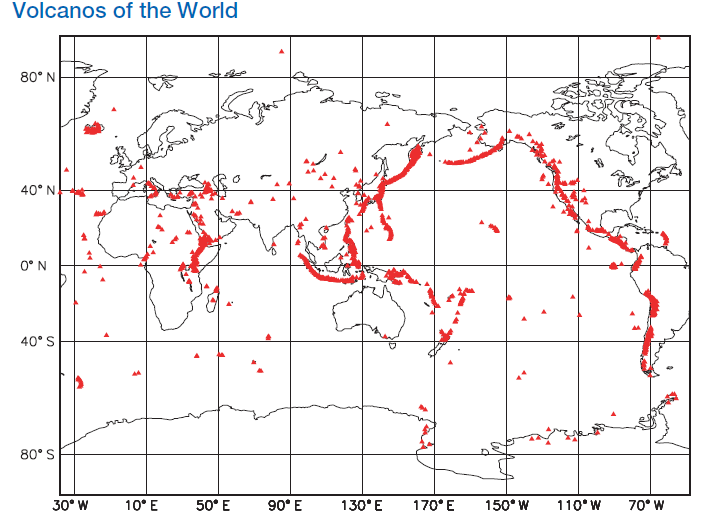 Volcanos of the World
80° N
40° N
0° N
40° S
80° S
30° W 10° E 50° E 90° E 130° E 170° E 150° W 110° W 70° W